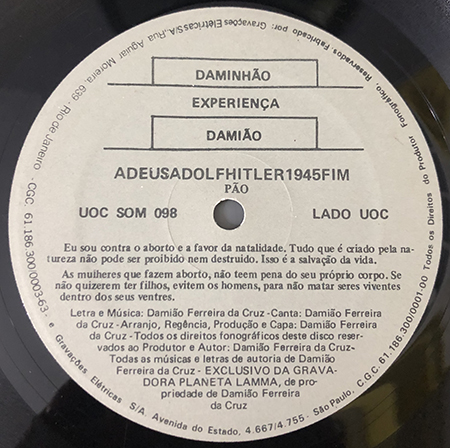 DAMINHÃO
EXPERIENÇA
DAMIÃO
ADEUSADOLFHITLER1945FIM
PÃO
UOC SOM 098
LADO UOC
Eu sou contra o aborto e a favor da natalidade. Tudo que é criado pela na-
tureza não pode ser proibido nem destruido. Isso é a salvação da vida.
As mulheres que fazem aborto, não teem pena do seu próprio corpo. Se
não quizerem ter filhos, evitem os homens, para não matar seres viventes
dentro dos seus ventres.
Letra e Música: Damião Ferreira da Cruz-Canta: Damião Ferreira
da Cruz-Arranjo, Regência, Produção e Capa: Damião Ferreira da
Cruz-Todos os direitos fonográficos deste disco reser-
vados ao Produtor e Autor: Damião Ferreira da Cruz-
Todas as músicas e letras de autoria de Damião
Ferreira da Cruz - EXCLUSIVO DA GRAVA-
DORA PLANETA LAMMA, de pro-
priedade de Damião Ferreira
da Cruz
e Gravações Elétricas S/A. Avenida do Estado, 4.667/4.755 - São Paulo, C.G.C. 61.186.300/0001-00 Todos os Direitos do Produtor Fonográfico, Reservados Fabricado por: Gravações Elétricas S/A. Rua Aguiar Moreira, 639 - Rio de Janeiro - CGC. 61.186.300/0003-63-